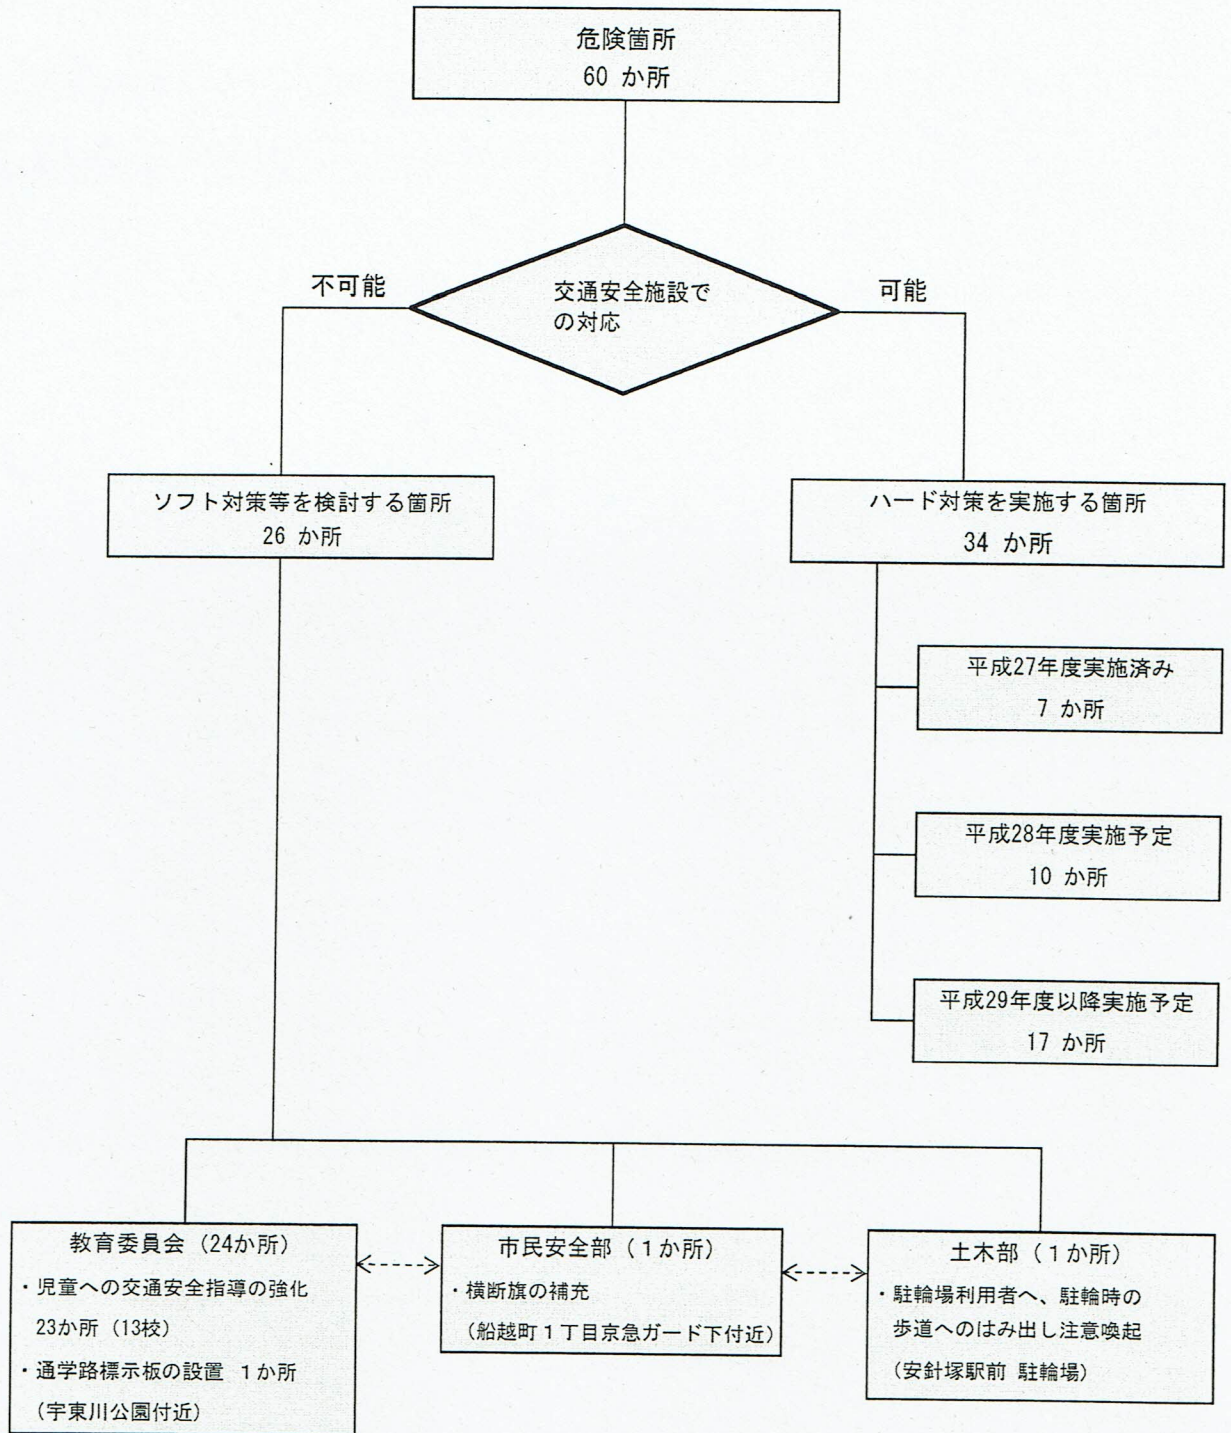 危険箇所
60 か所
不可能
交通安全施設で
の対応
可能
ソフト対策等を検討する箇所
26 か所
ハード対策を実施する箇所
34 か所
平成27年度実施済み
7 か所
平成28年度実施予定
10 か所
平成29年度以降実施予定
17 か所
教育委員会(24か所)
・児童への交通安全指導の強化
23か所(13校)
・通学路標示板の設置 1か所
(宇東川公園付近)
市民安全部(1か所)
・横断旗の補充
(船越町1丁目京急ガード下付近)
土木部(1か所)
・駐輪場利用者へ、駐輪時の
歩道へのはみ出し注意喚起
(安針塚駅前 駐輪場)